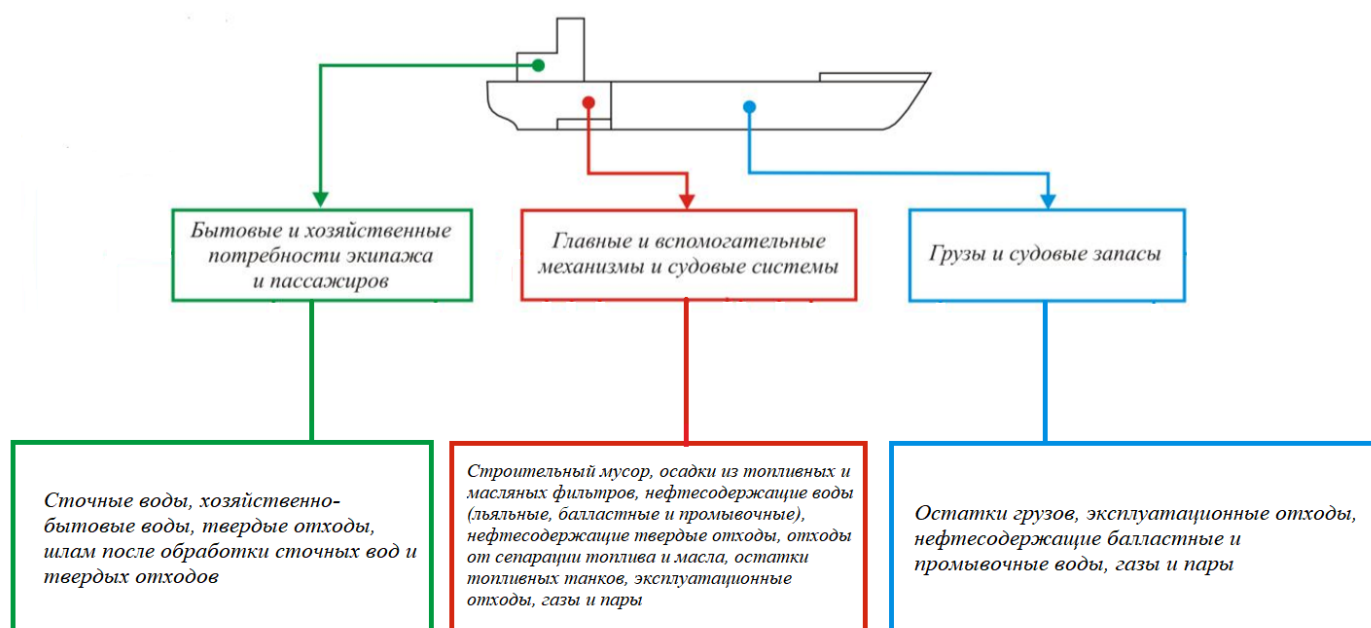 Бытовые и хозяйственные
потребности экипажа
и пассажиров
Главные и вспомогательные
механизмы и судовые системы
Грузы и судовые запасы
Сточные воды, хозяйственно-
бытовые воды, твердые отходы,
шлам после обработки сточных вод и
твердых отходов
Строительный мусор, осадки из топливных и
масляных фильтров, нефтесодержащие воды
(льяльные, балластные и промывочные),
нефтесодержащие твердые отходы, отходы
от сепарации топлива и масла, остатки
топливных танков, эксплуатационные
отходы, газы и пары
Остатки грузов, эксплуатационные отходы,
нефтесодержащие балластные и
промывочные воды, газы и пары